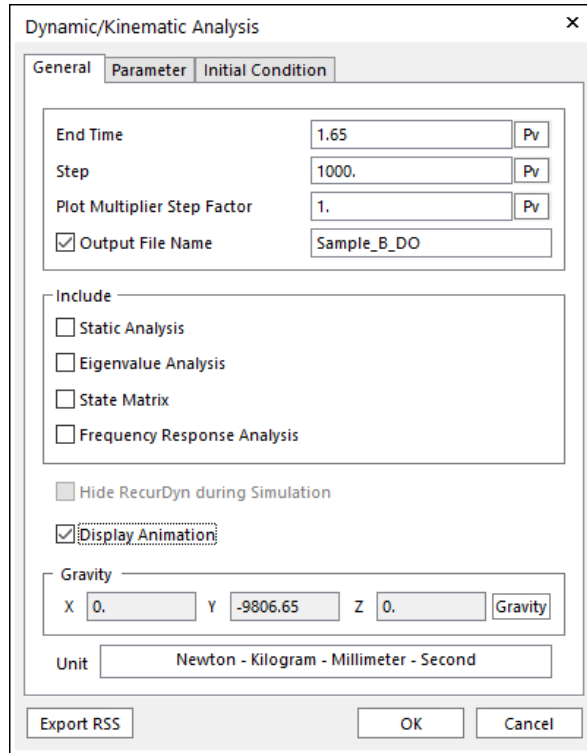 Dynamic/Kinematic Analysis ×
General Parameter Initial Condition
End Time 1.65 Pv
Step 1000. Pv
Plot Multiplier Step Factor 1. Pv
Output File Name Sample_B_DO
Include
Static Analysis
Eigenvalue Analysis
State Matrix
Frequency Response Analysis
Hide RecurDyn during Simulation
Display Animation
Gravity
X 0. Y -9806.65 Z 0. Gravity
Unit Newton - Kilogram - Millimeter - Second
Export RSS OK Cancel